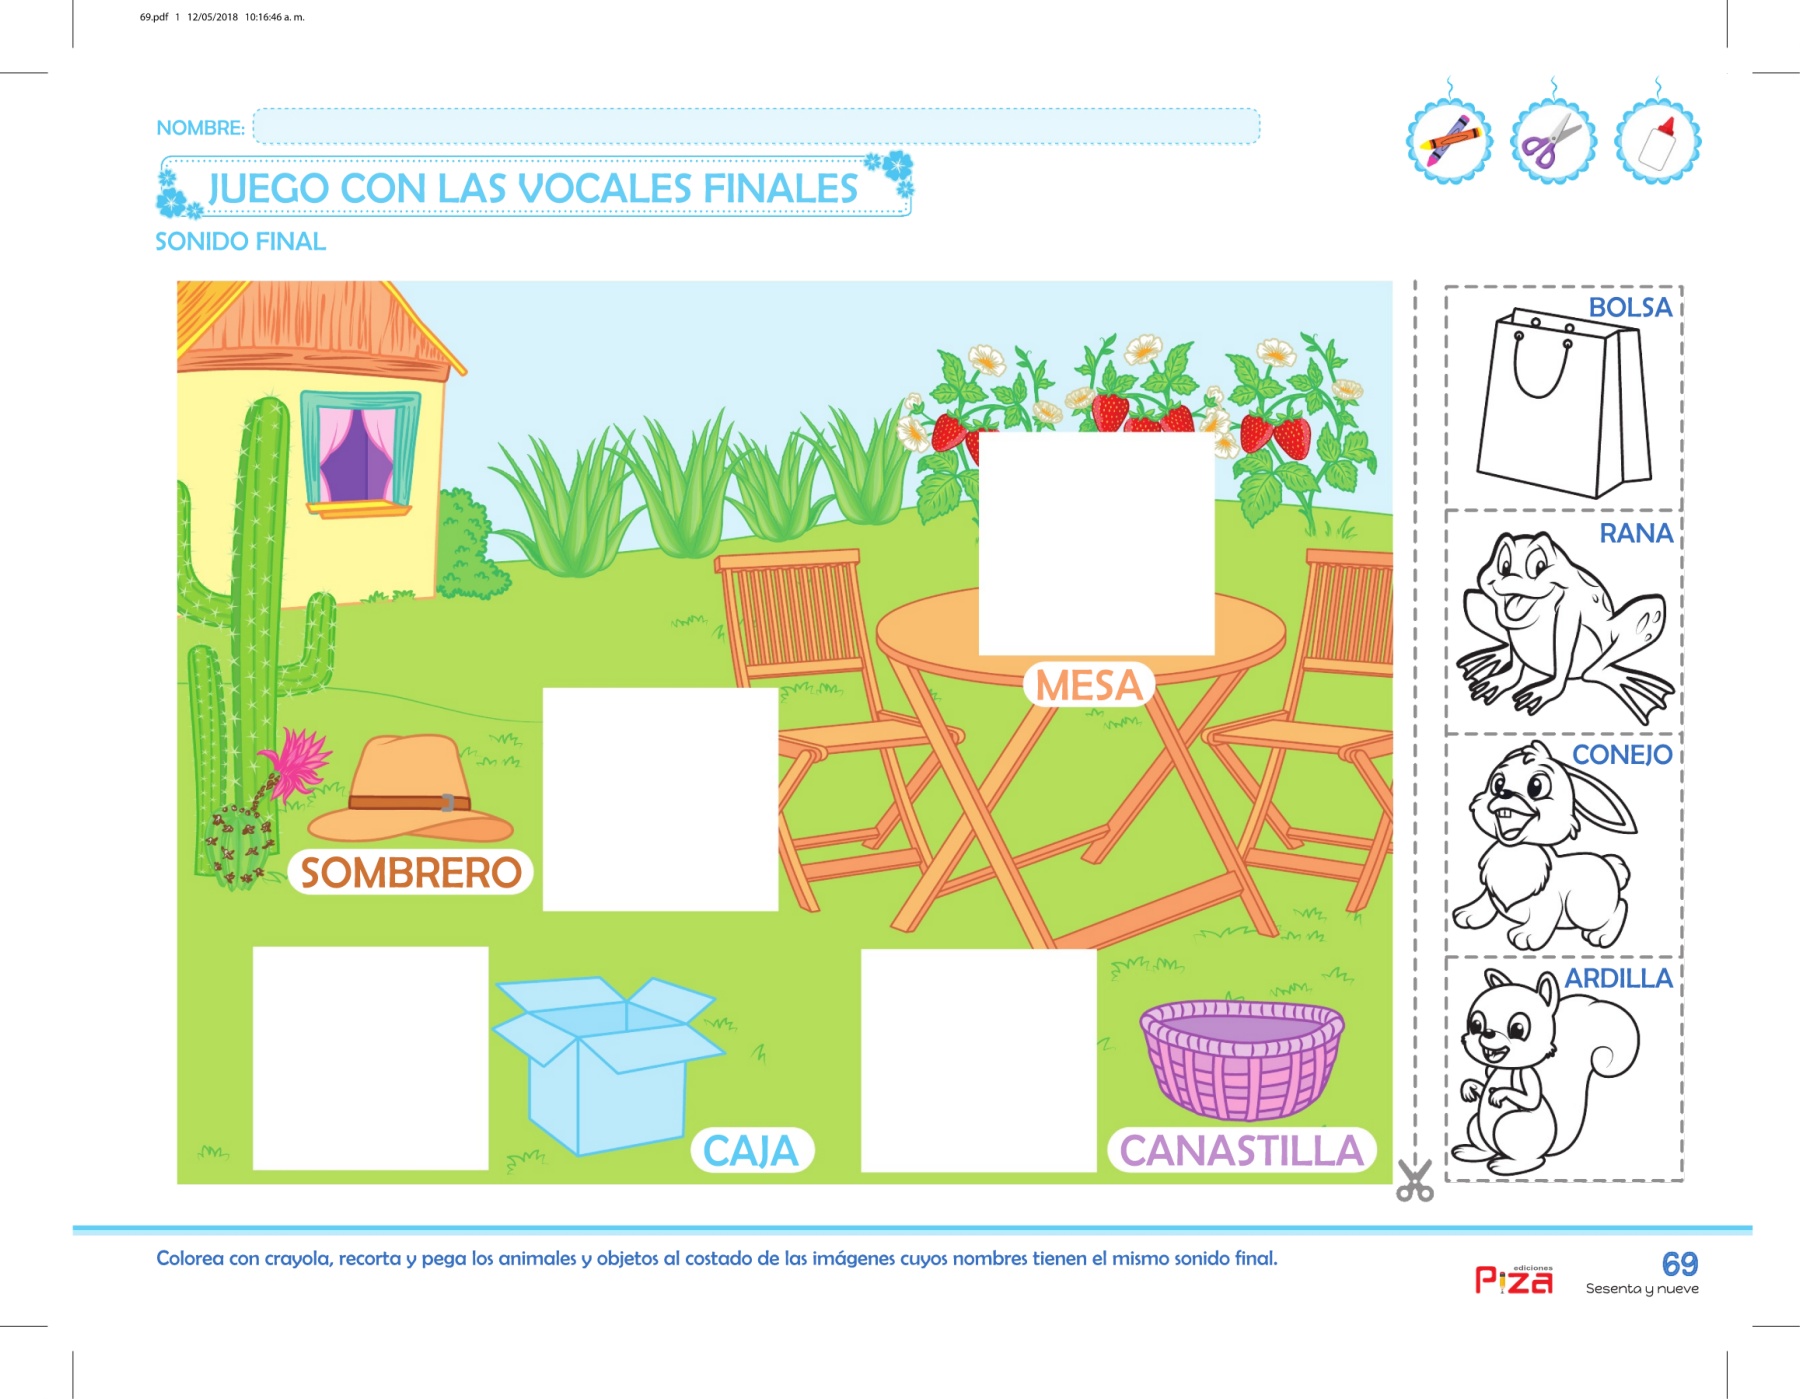 69.pdf 1 12/05/2018 10:16:46 a. m.
NOMBRE:
JUEGO CON LAS VOCALES FINALES
SONIDO FINAL
BOLSA
RANA
MESA
CONEJO
SOMBRERO
ARDILLA
CAJA
CANASTILLA
Colorea con crayola, recorta y pega los animales y objetos al costado de las imágenes cuyos nombres tienen el mismo sonido final.
ediciones
Piza
69
Sesenta y nueve